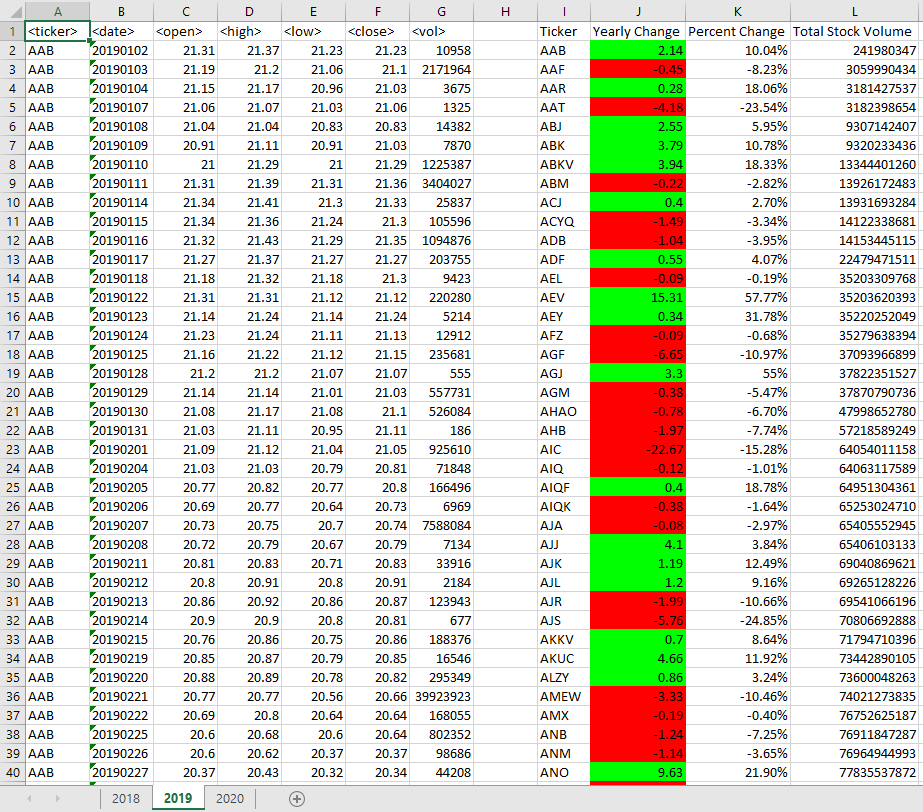 A B C D E F G H I J K L
1 <ticker> <date> <open> <high> <low> <close> <vol> Ticker Yearly Change Percent Change Total Stock Volume
2 AAB 20190102 21.31 21.37 21.23 21.23 10958 AAB 2.14 10.04% 241980347
3 AAB 20190103 21.19 21.2 21.06 21.1 2171964 AAF -0.45 -8.23% 3059990434
4 AAB 20190104 21.15 21.17 20.96 21.03 3675 AAR 0.28 18.06% 3181427537
5 AAB 20190107 21.06 21.07 21.03 21.06 1325 AAT -4.18 -23.54% 3182398654
6 AAB 20190108 21.04 21.04 20.83 20.83 14382 ABJ 2.55 5.95% 9307142407
7 AAB 20190109 20.91 21.11 20.91 21.03 7870 ABK 3.79 10.78% 9320233436
8 AAB 20190110 21 21.29 21 21.29 1225387 ABKV 3.94 18.33% 13344401260
9 AAB 20190111 21.31 21.39 21.31 21.36 3404027 ABM -0.22 -2.82% 13926172483
10 AAB 20190114 21.34 21.41 21.3 21.33 25837 ACJ 0.4 2.70% 13931693284
11 AAB 20190115 21.34 21.36 21.24 21.3 105596 ACYQ -1.49 -3.34% 14122338681
12 AAB 20190116 21.32 21.43 21.29 21.35 1094876 ADB -1.04 -3.95% 14153445115
13 AAB 20190117 21.27 21.37 21.27 21.27 203755 ADF 0.55 4.07% 22479471511
14 AAB 20190118 21.18 21.32 21.18 21.3 9423 AEL -0.09 -0.19% 35203309768
15 AAB 20190122 21.31 21.31 21.12 21.12 220280 AEV 15.31 57.77% 35203620393
16 AAB 20190123 21.14 21.24 21.14 21.24 5214 AEY 0.34 31.78% 35220252049
17 AAB 20190124 21.23 21.24 21.11 21.13 12912 AFZ -0.09 -0.68% 35279638394
18 AAB 20190125 21.16 21.22 21.12 21.15 235681 AGF -6.65 -10.97% 37093966899
19 AAB 20190128 21.2 21.2 21.07 21.07 555 AGJ 3.3 55% 37822351527
20 AAB 20190129 21.14 21.14 21.01 21.03 557731 AGM -0.38 -5.47% 37870790736
21 AAB 20190130 21.08 21.17 21.08 21.1 526084 AHAO -0.78 -6.70% 47998652780
22 AAB 20190131 21.03 21.11 20.95 21.11 186 AHB -1.97 -7.74% 57218589249
23 AAB 20190201 21.09 21.12 21.04 21.05 925610 AIC -22.67 -15.28% 64054011158
24 AAB 20190204 21.03 21.03 20.79 20.81 71848 AIQ -0.12 -1.01% 64063117589
25 AAB 20190205 20.77 20.82 20.77 20.8 166496 AIQF 0.4 18.78% 64951304361
26 AAB 20190206 20.69 20.77 20.64 20.73 6969 AIQK -0.38 -1.64% 65253024710
27 AAB 20190207 20.73 20.75 20.7 20.74 7588084 AJA -0.08 -2.97% 65405552945
28 AAB 20190208 20.72 20.79 20.67 20.79 7134 AJJ 4.1 3.84% 65406103133
29 AAB 20190211 20.81 20.83 20.71 20.83 33916 AJK 1.19 12.49% 69040869621
30 AAB 20190212 20.8 20.91 20.8 20.91 2184 AJL 1.2 9.16% 69265128226
31 AAB 20190213 20.86 20.92 20.86 20.87 123943 AJR -1.99 -10.66% 69541066196
32 AAB 20190214 20.9 20.9 20.8 20.81 677 AJS -5.76 -24.85% 70806692888
33 AAB 20190215 20.76 20.86 20.75 20.86 188376 AKKV 0.7 8.64% 71794710396
34 AAB 20190219 20.85 20.87 20.79 20.85 16546 AKUC 4.66 11.92% 73442890105
35 AAB 20190220 20.88 20.89 20.78 20.82 295349 ALZY 0.86 3.24% 73600048263
36 AAB 20190221 20.77 20.77 20.56 20.66 39923923 AMEW -3.33 -10.46% 74021273835
37 AAB 20190222 20.69 20.8 20.64 20.64 168055 AMX -0.19 -0.40% 76752625187
38 AAB 20190225 20.6 20.68 20.6 20.64 802352 ANB -1.24 -7.25% 76911847287
39 AAB 20190226 20.6 20.62 20.37 20.37 98686 ANM -1.14 -3.65% 76964944993
40 AAB 20190227 20.37 20.43 20.32 20.34 44208 ANO 9.63 21.90% 77835537872
2018 2019 2020